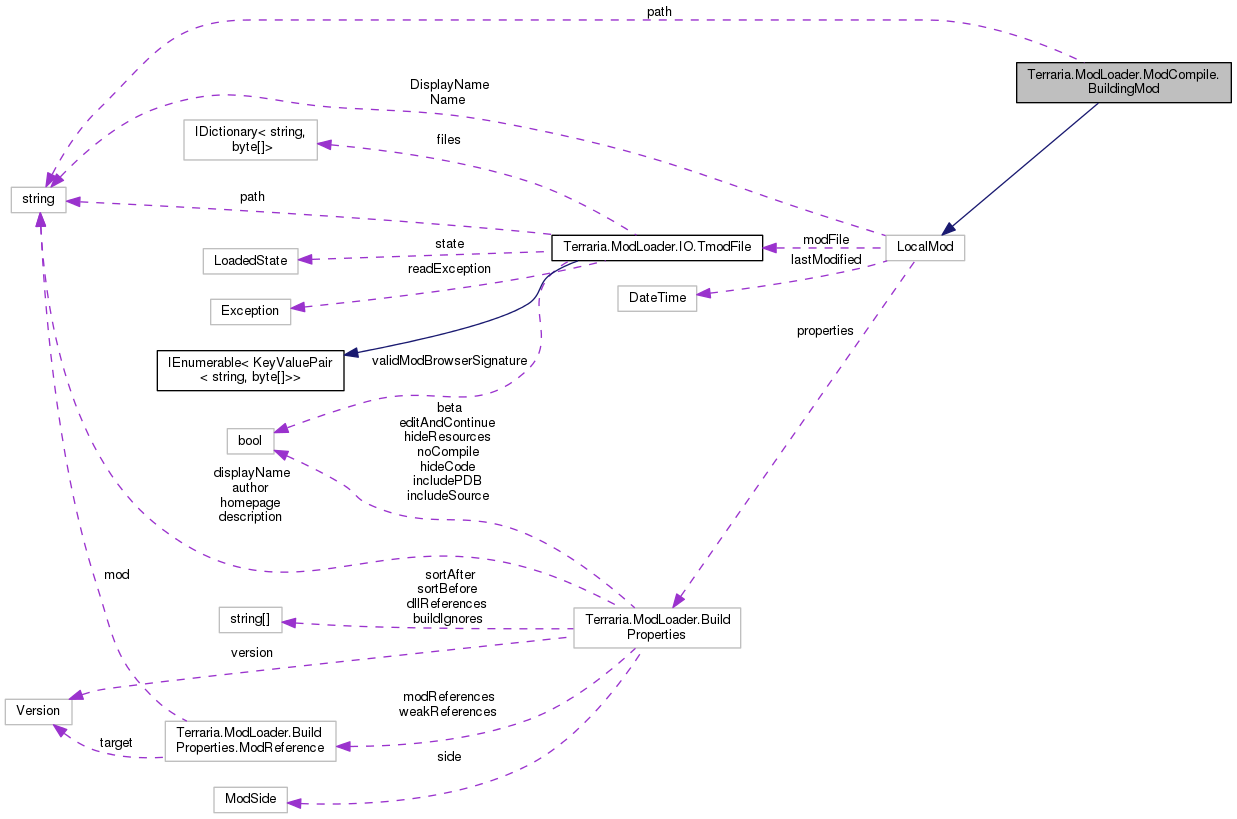 path
Terraria.ModLoader.ModCompile.
BuildingMod
DisplayName
Name
IDictionary< string,
byte[]>
files
string
path
Terraria.ModLoader.IO.TmodFile
modFile
LocalMod
state
LoadedState
lastModified
readException
DateTime
Exception
properties
IEnumerable< KeyValuePair
< string, byte[]>>
validModBrowserSignature
bool
beta
editAndContinue
hideResources
noCompile
hideCode
includePDB
includeSource
displayName
author
homepage
description
mod
sortAfter
sortBefore
dllReferences
buildIgnores
string[]
Terraria.ModLoader.Build
Properties
version
modReferences
weakReferences
Version
Terraria.ModLoader.Build
Properties.ModReference
target
side
ModSide